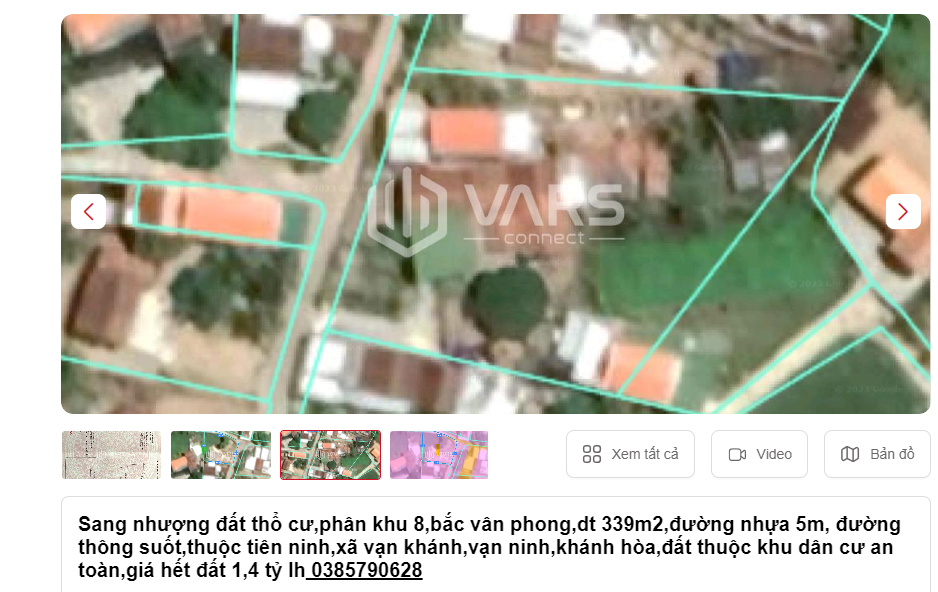 VARS
connect
Xem tất cả
Video
Bản đồ
Sang nhượng đất thổ cư,phân khu 8,bắc vân phong,dt 339m2,đường nhựa 5m, đường
thông suốt,thuộc tiên ninh,xã vạn khánh,vạn ninh,khánh hòa,đất thuộc khu dân cư an
toàn,giá hết đất 1,4 tỷ lh 0385790628